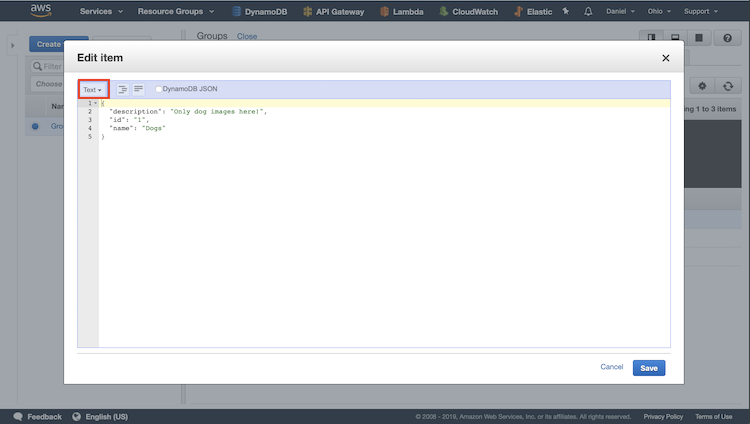 aws Services Resource Groups DynamoDB API Gateway Lambda CloudWatch Elastic Daniel Ohio Support
Create
Groups Close
Filter
Choose
Na
Gro
ing 1 to 3 items
Edit item
Text DynamoDB JSON
1 {
2 "description": "Only dog images here!",
3 "id": "1",
4 "name": "Dogs"
5 }
Cancel Save
Feedback English (US) © 2008 - 2019, Amazon Web Services, Inc. or its affiliates. All rights reserved. Privacy Policy Terms of Use